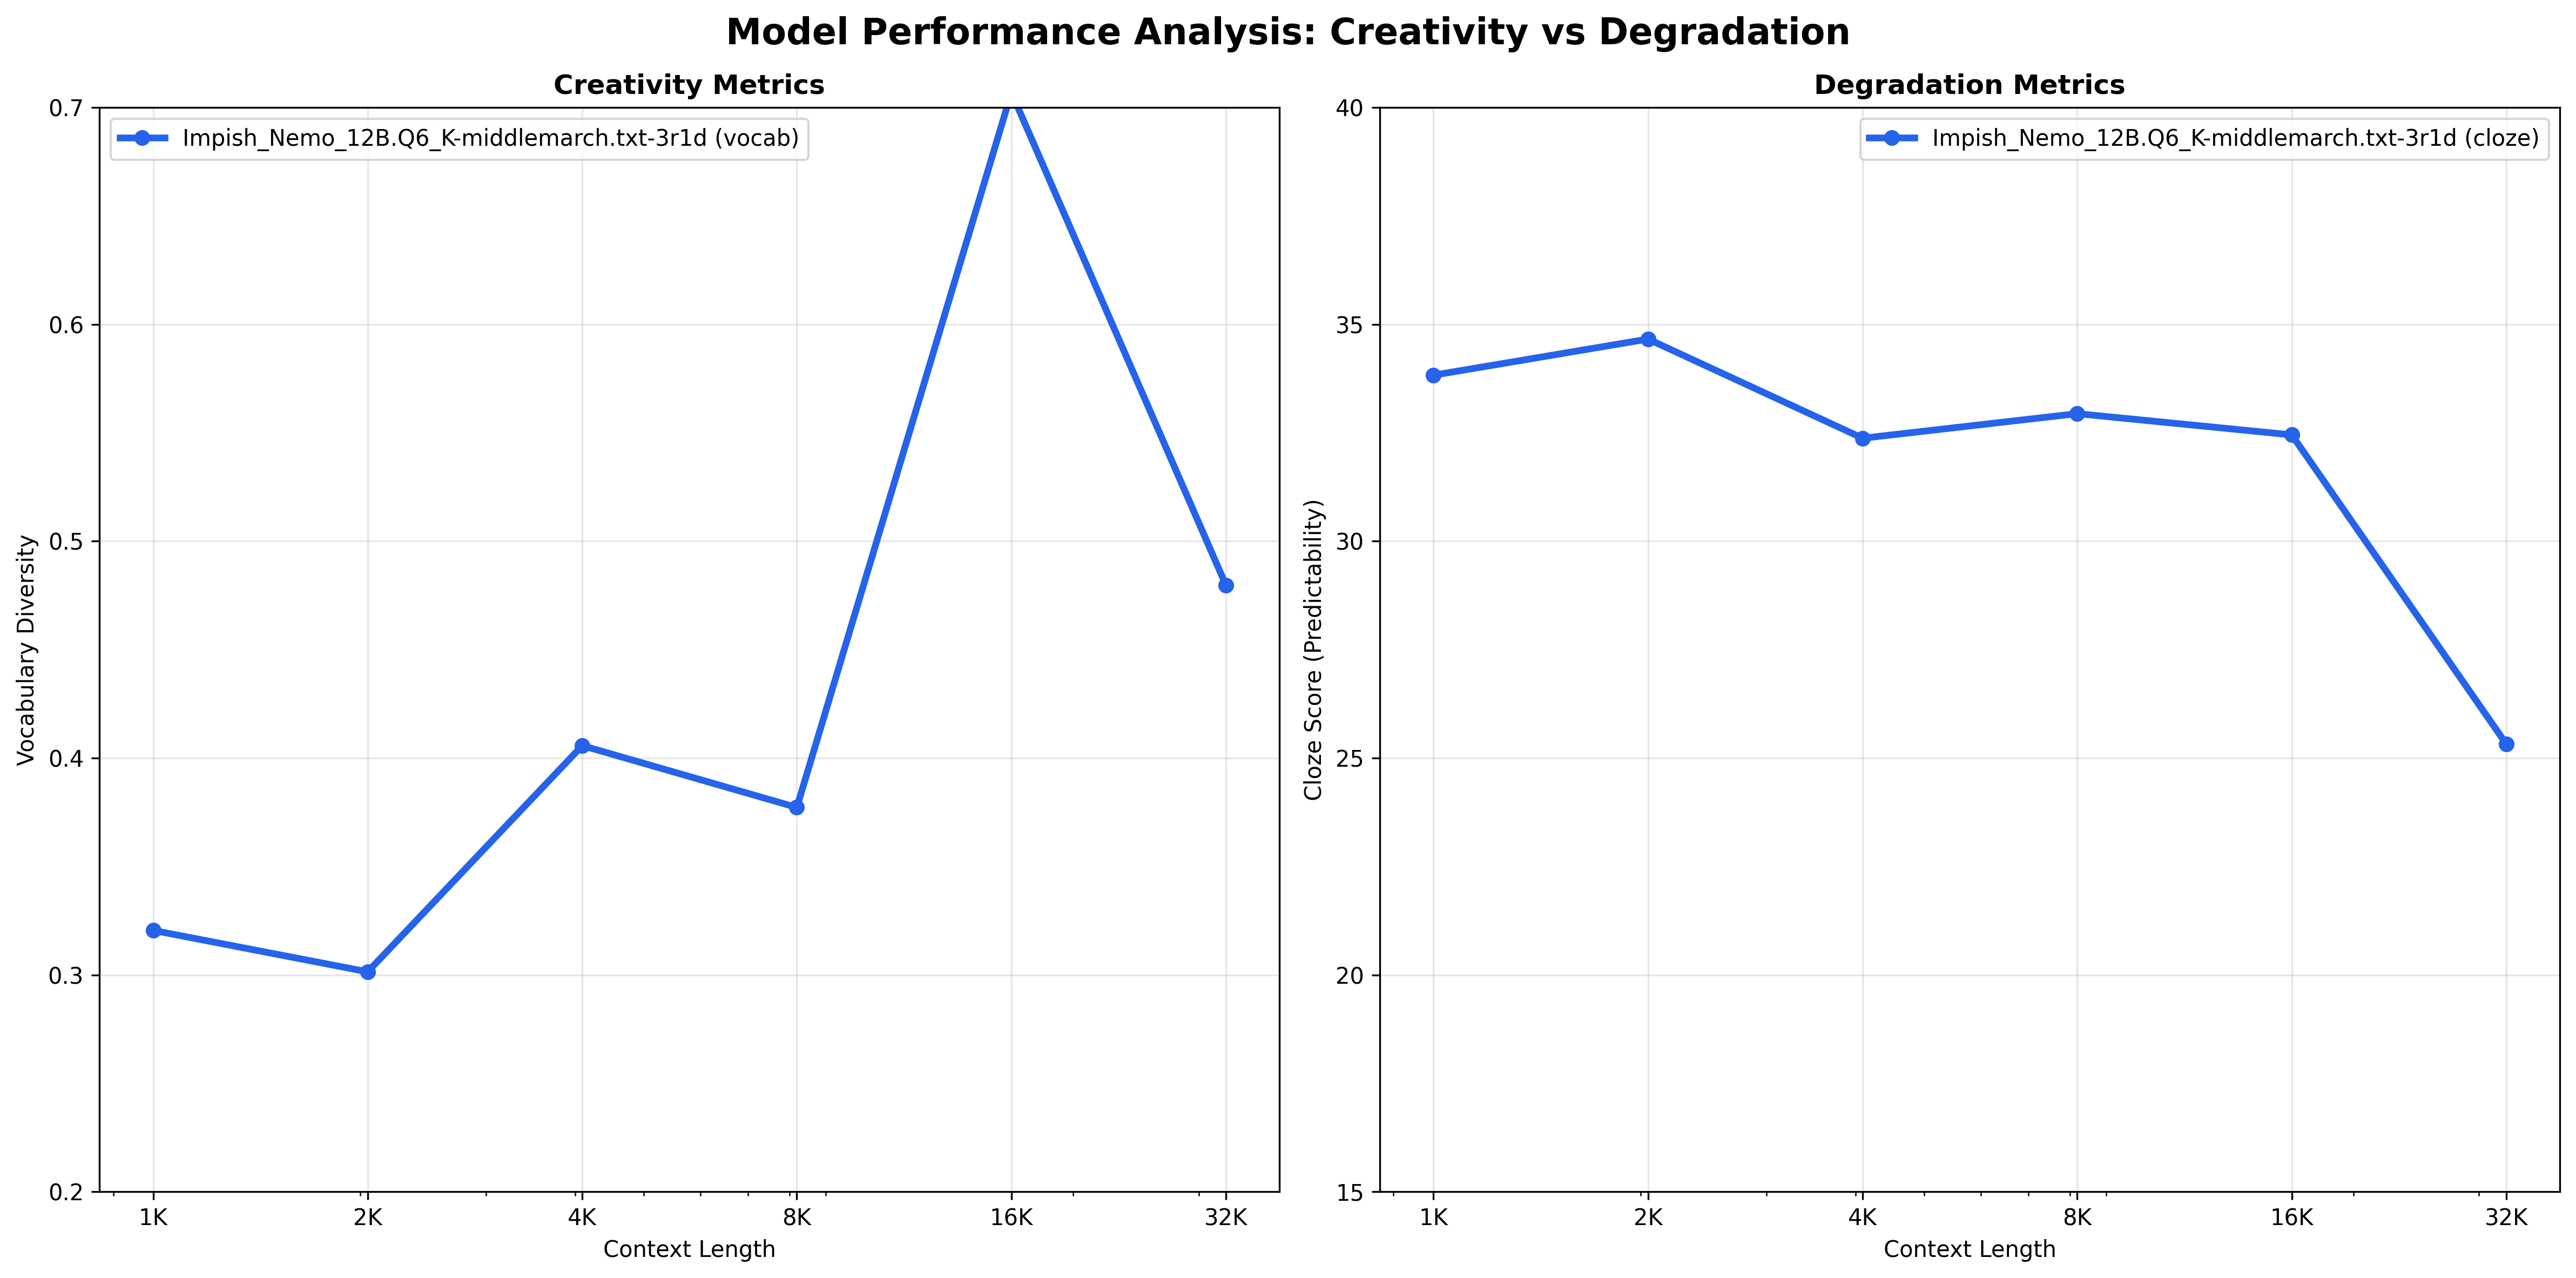 Model Performance Analysis: Creativity vs Degradation
Creativity Metrics
Impish_Nemo_12B.Q6_K-middlemarch.txt-3r1d (vocab)
Vocabulary Diversity
0.7
0.6
0.5
0.4
0.3
0.2
1K 2K 4K 8K 16K 32K
Context Length
Degradation Metrics
Impish_Nemo_12B.Q6_K-middlemarch.txt-3r1d (cloze)
Cloze Score (Predictability)
40
35
30
25
20
15
1K 2K 4K 8K 16K 32K
Context Length